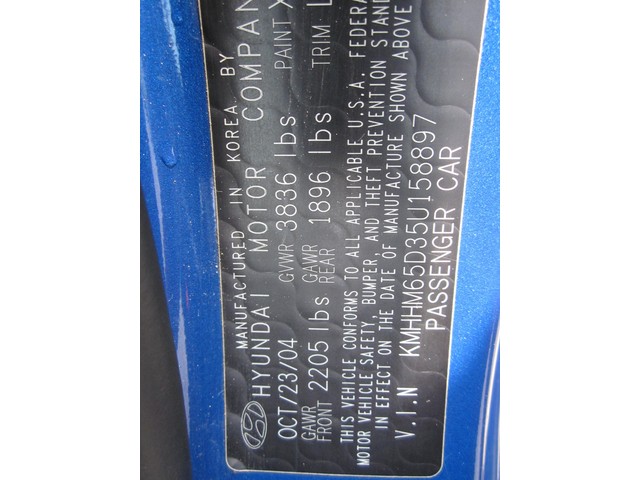 MANUFACTURED IN KOREA BY
HYUNDAI MOTOR COMPAN
OCT/23/04 GVWR 3836 lbs PAINT X
GAWR FRONT 2205 lbs GAWR REAR 1896 lbs TRIM L
THIS VEHICLE CONFORMS TO ALL APPLICABLE U.S.A. FEDERA
MOTOR VEHICLE SAFETY, BUMPER, AND THEFT PREVENTION STAND
IN EFFECT ON THE DATE OF MANUFACTURE SHOWN ABOVE
V.I.N KMHHM65D35U158897
PASSENGER CAR